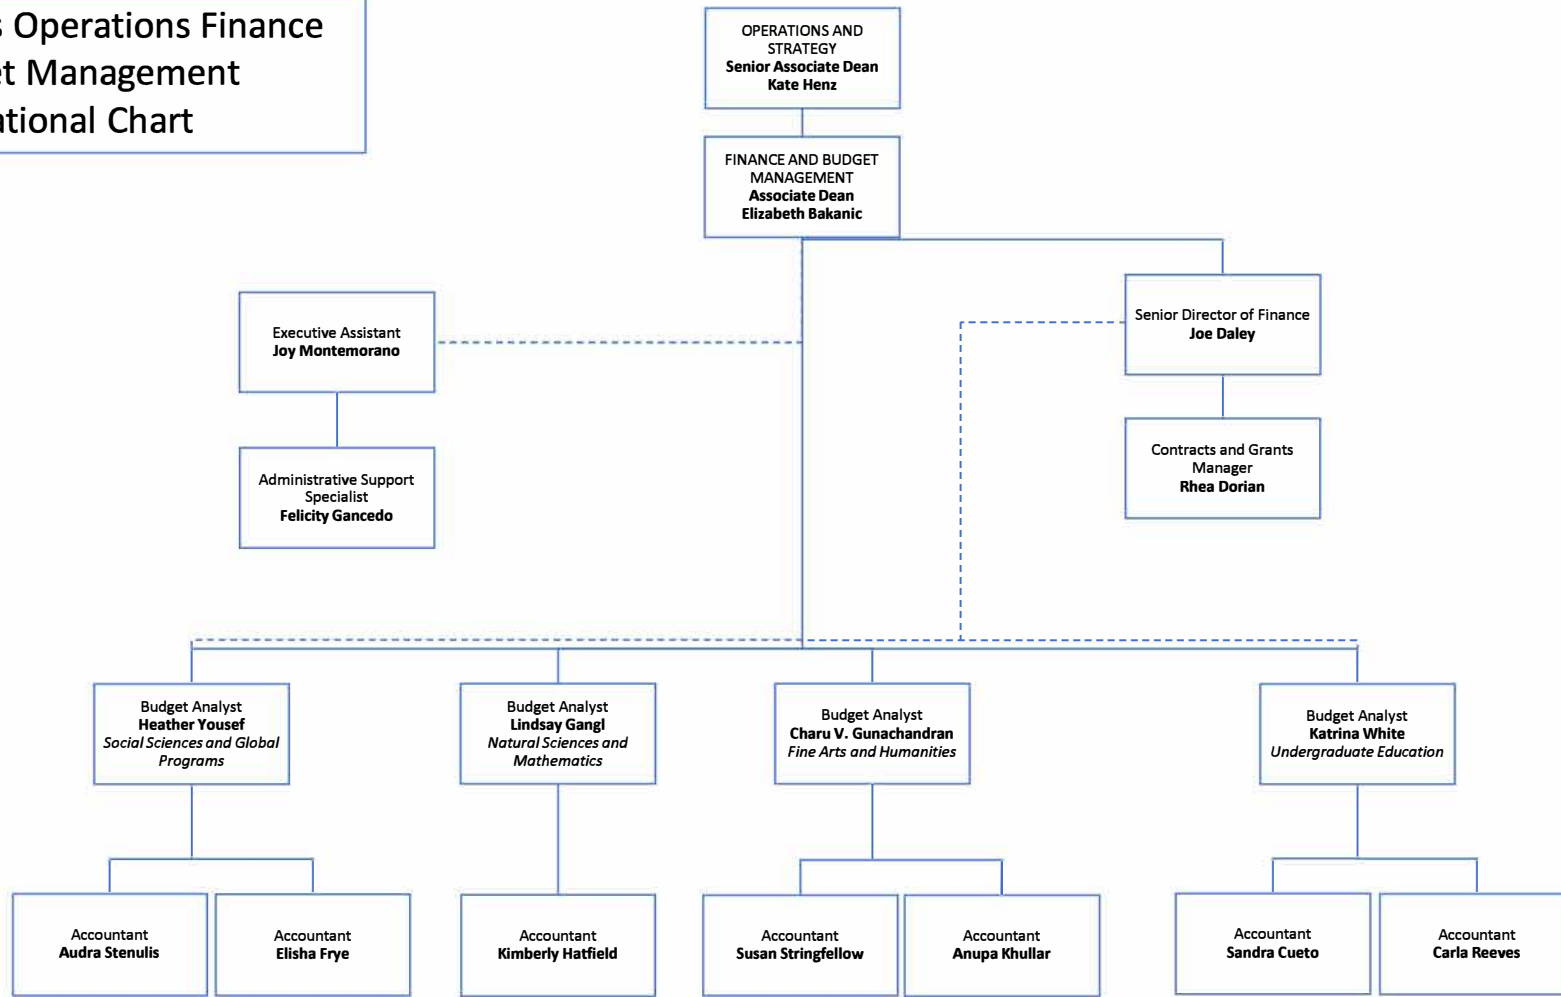 Operations Finance
Management
Chart
OPERATIONS AND
STRATEGY
Senior Associate Dean
Kate Henz
FINANCE AND BUDGET
MANAGEMENT
Associate Dean
Elizabeth Bakanic
Executive Assistant
Joy Montemorano
Senior Director of Finance
Joe Daley
Administrative Support
Specialist
Felicity Gancedo
Contracts and Grants
Manager
Rhea Dorian
Budget Analyst
Heather Yousef
Social Sciences and Global
Programs
Budget Analyst
Lindsay Gangl
Natural Sciences and
Mathematics
Budget Analyst
Charu V. Gunachandran
Fine Arts and Humanities
Budget Analyst
Katrina White
Undergraduate Education
Accountant
Audra Stenulis
Accountant
Elisha Frye
Accountant
Kimberly Hatfield
Accountant
Susan Stringfellow
Accountant
Anupa Khullar
Accountant
Sandra Cueto
Accountant
Carla Reeves